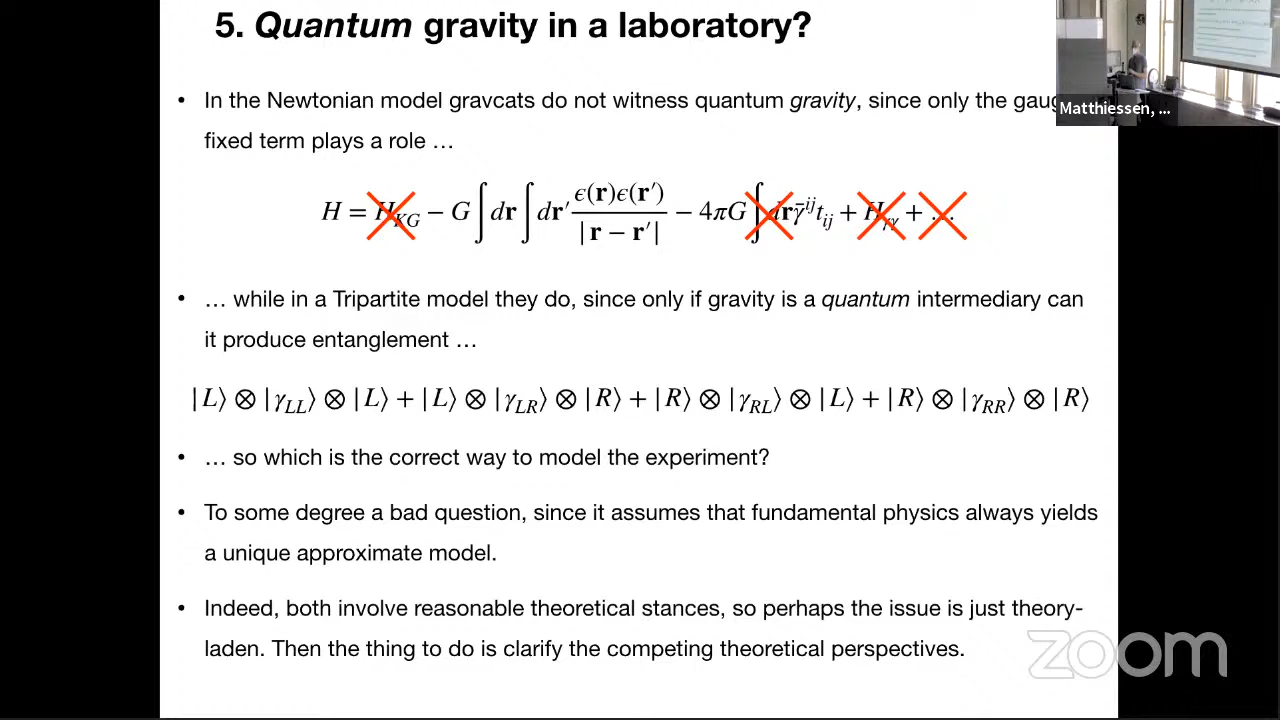 5. Quantum gravity in a laboratory?
• In the Newtonian model gravcats do not witness quantum gravity, since only the gaug
fixed term plays a role …
H = H_KG − G ∫ dr ∫ dr′ ϵ(r)ϵ(r′) / |r − r′| − 4πG ∫ dr γ̄^{ij} t_{ij} + H_γγ + …
• … while in a Tripartite model they do, since only if gravity is a quantum intermediary can
it produce entanglement …
|L⟩ ⊗ |γ_LL⟩ ⊗ |L⟩ + |L⟩ ⊗ |γ_LR⟩ ⊗ |R⟩ + |R⟩ ⊗ |γ_RL⟩ ⊗ |L⟩ + |R⟩ ⊗ |γ_RR⟩ ⊗ |R⟩
• … so which is the correct way to model the experiment?
• To some degree a bad question, since it assumes that fundamental physics always yields
a unique approximate model.
• Indeed, both involve reasonable theoretical stances, so perhaps the issue is just theory-
laden. Then the thing to do is clarify the competing theoretical perspectives.
Matthiessen, ...
zoom